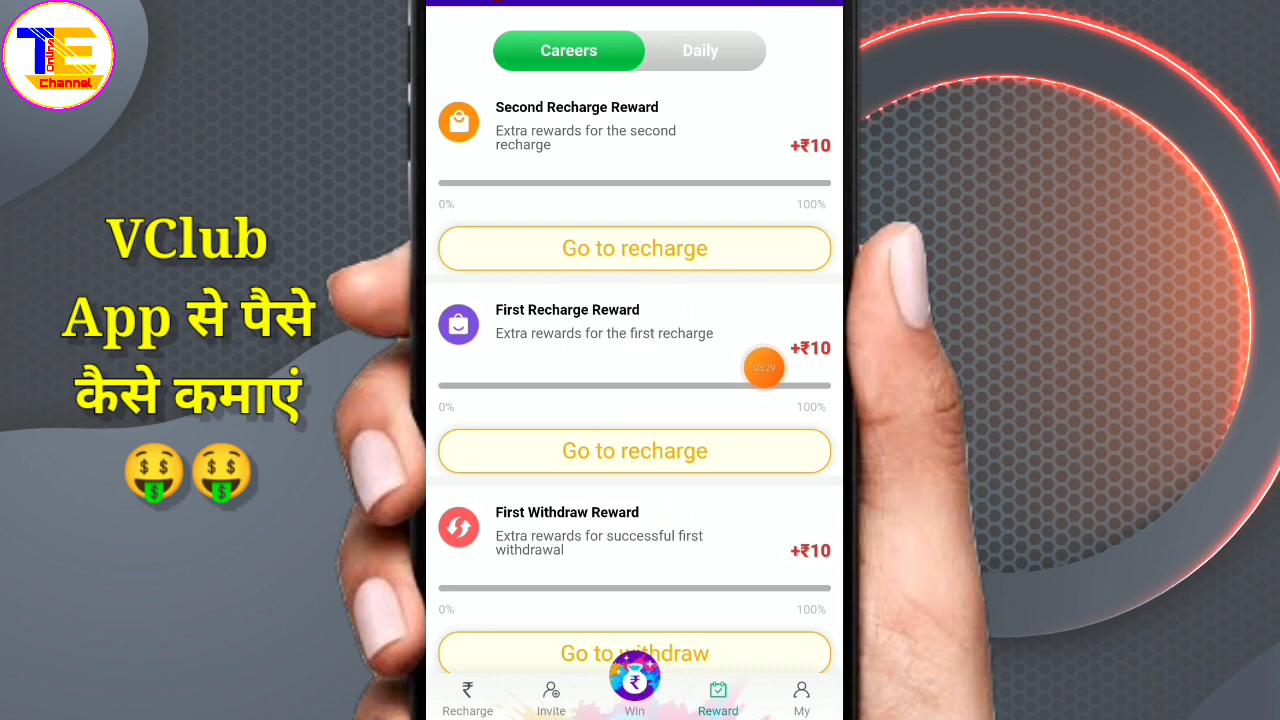 TE
Online
Channel
VClub
App से पैसे
कैसे कमाएं
Careers
Daily
Second Recharge Reward
Extra rewards for the second
recharge
+₹10
0%
100%
Go to recharge
First Recharge Reward
Extra rewards for the first recharge
+₹10
03:29
0%
100%
Go to recharge
First Withdraw Reward
Extra rewards for successful first
withdrawal
+₹10
0%
100%
Go to withdraw
₹
Recharge
Invite
Win
Reward
My